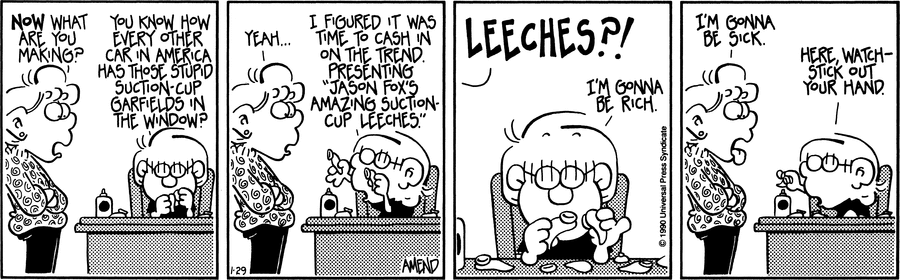 NOW WHAT
ARE YOU
MAKING?
YOU KNOW HOW
EVERY OTHER
CAR IN AMERICA
HAS THOSE STUPID
SUCTION-CUP
GARFIELDS IN
THE WINDOW?
YEAH...
I FIGURED IT WAS
TIME TO CASH IN
ON THE TREND.
PRESENTING
"JASON FOX'S
AMAZING SUCTION-
CUP LEECHES."
1-29
AMEND
LEECHES?!
I'M GONNA
BE RICH.
© 1990 Universal Press Syndicate
I'M GONNA
BE SICK.
HERE, WATCH–
STICK OUT
YOUR HAND.